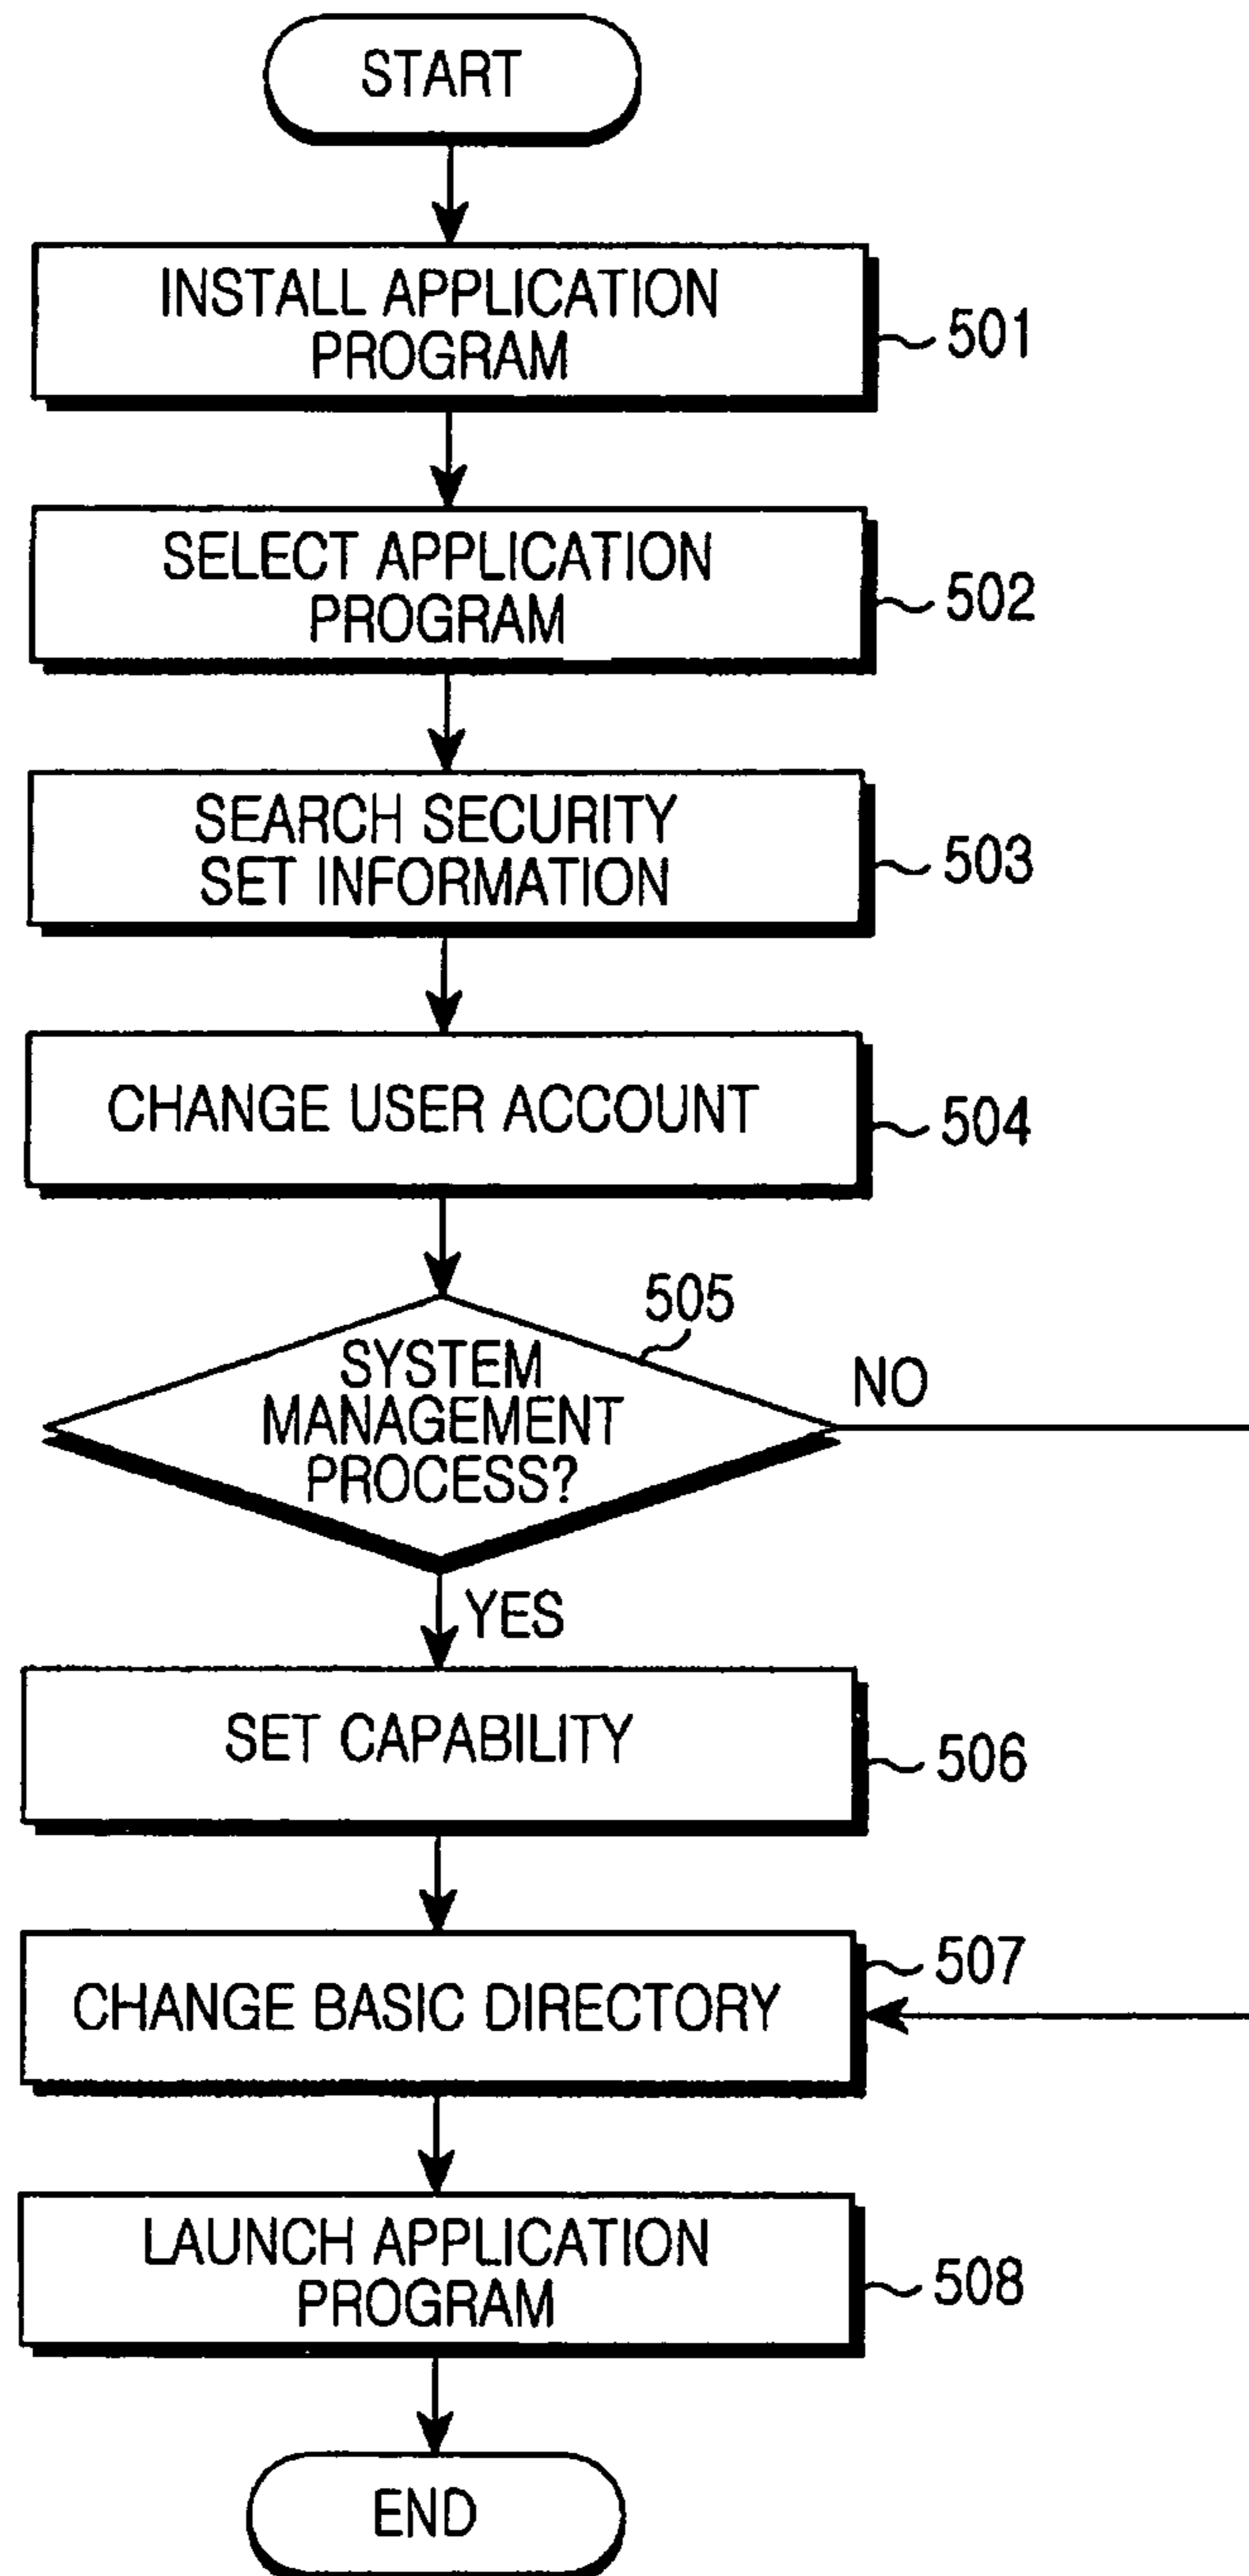 START
INSTALL APPLICATION
PROGRAM
501
SELECT APPLICATION
PROGRAM
502
SEARCH SECURITY
SET INFORMATION
503
CHANGE USER ACCOUNT
504
505
SYSTEM
MANAGEMENT
PROCESS?
NO
YES
SET CAPABILITY
506
507
CHANGE BASIC DIRECTORY
LAUNCH APPLICATION
PROGRAM
508
END